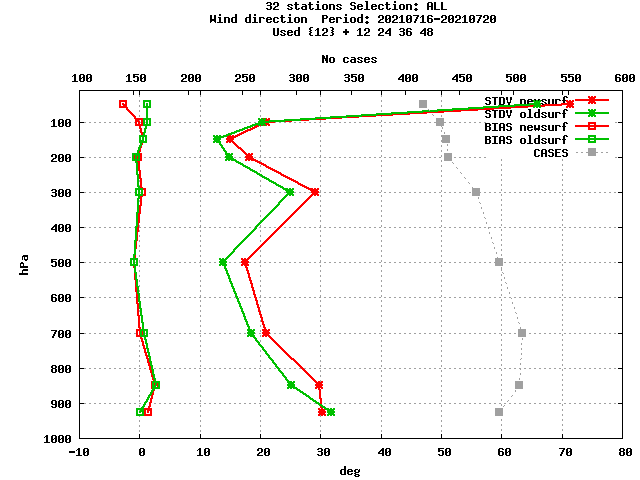 32 stations Selection: ALL
Wind direction  Period: 20210716-20210720
Used {12} + 12 24 36 48
No cases
100 150 200 250 300 350 400 450 500 550 600
STDV newsurf
STDV oldsurf
BIAS newsurf
BIAS oldsurf
CASES
100
200
300
400
500
600
700
800
900
1000
hPa
-10 0 10 20 30 40 50 60 70 80
deg